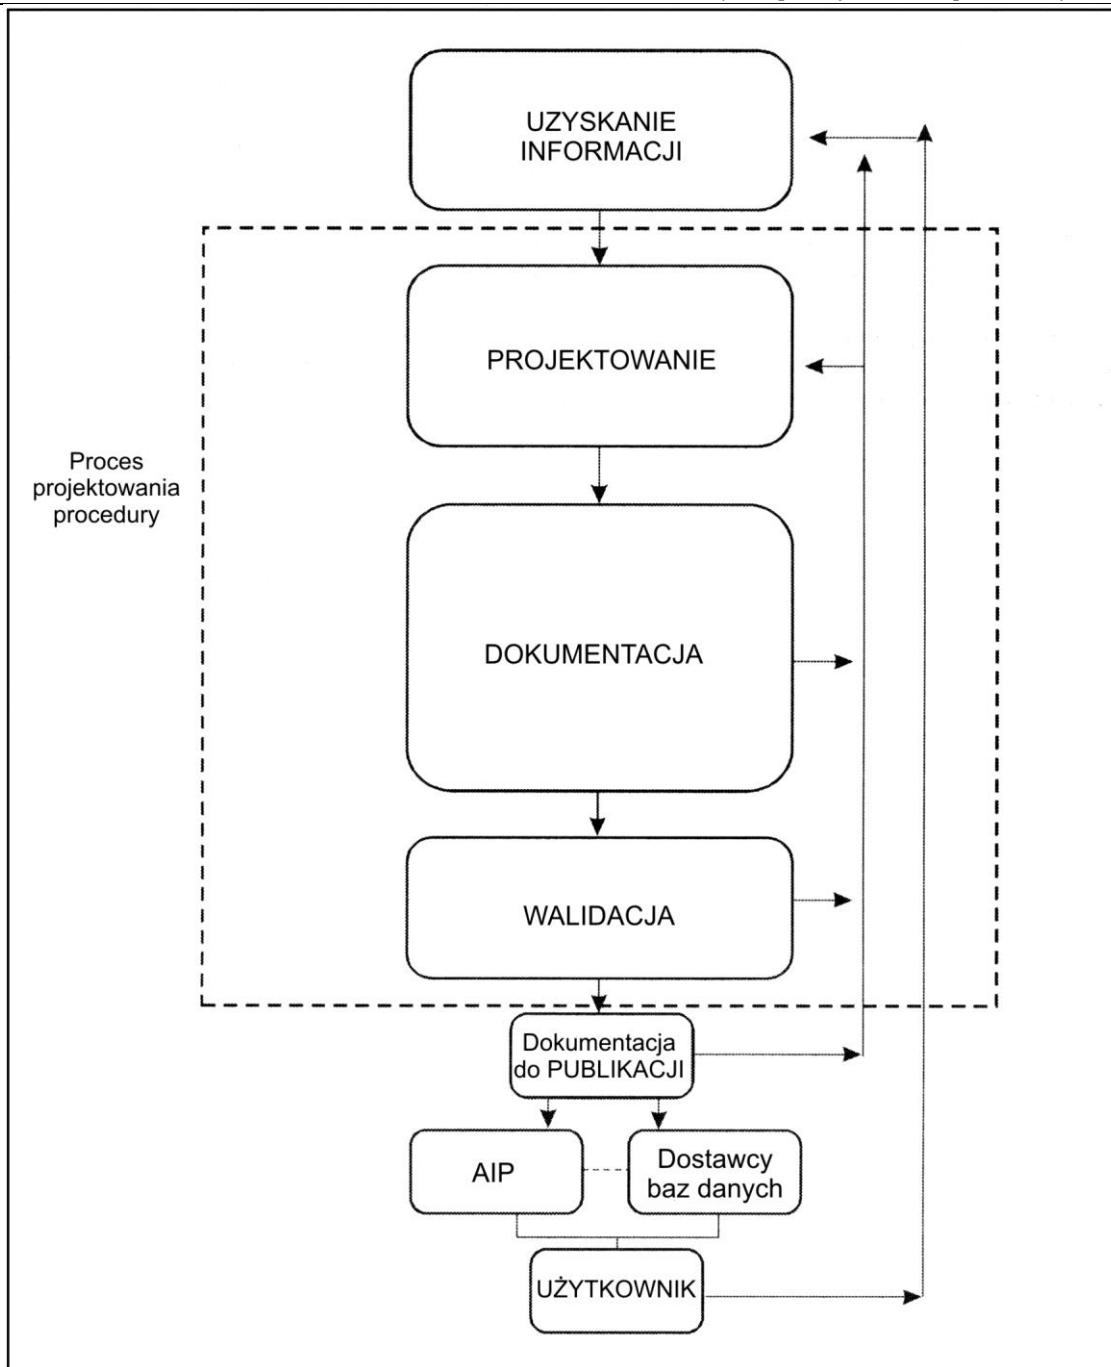 UZYSKANIE
INFORMACJI
PROJEKTOWANIE
Proces
projektowania
procedury
DOKUMENTACJA
WALIDACJA
Dokumentacja
do PUBLIKACJI
AIP
Dostawcy
baz danych
UŻYTKOWNIK